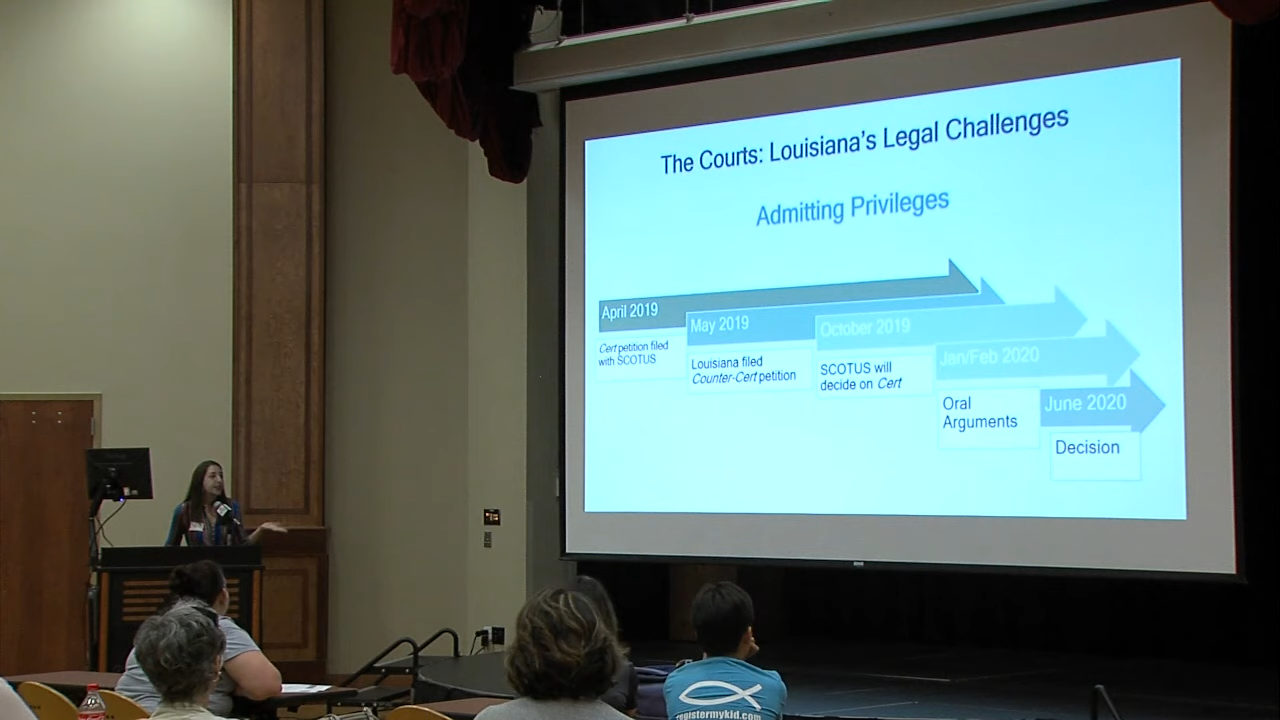 The Courts: Louisiana's Legal Challenges
Admitting Privileges
April 2019
Cert petition filed
with SCOTUS
May 2019
Louisiana filed
Counter-Cert petition
October 2019
SCOTUS will
decide on Cert
Jan/Feb 2020
Oral
Arguments
June 2020
Decision
registermykid.com